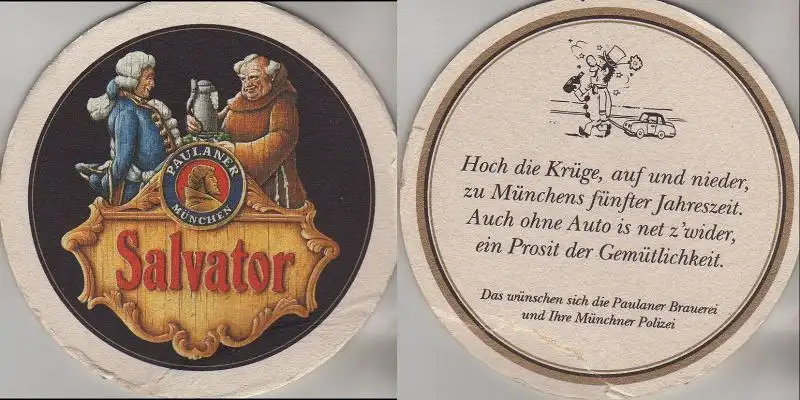 PAULANER
MÜNCHEN
Salvator
Hoch die Krüge, auf und nieder,
zu Münchens fünfter Jahreszeit.
Auch ohne Auto is net z'wider,
ein Prosit der Gemütlichkeit.
Das wünschen sich die Paulaner Brauerei
und Ihre Münchner Polizei